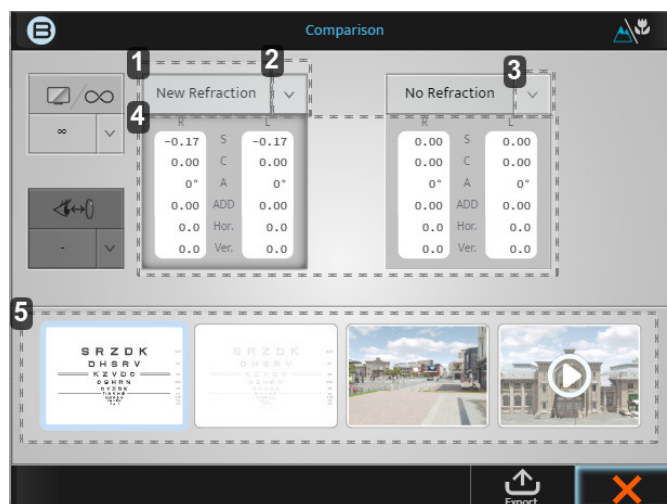 B
Comparison
1
2
3
New Refraction
No Refraction
4
∞
∞
R L
-0.17 S -0.17
0.00 C 0.00
0° A 0°
0.00 ADD 0.00
0.0 Hor. 0.0
0.0 Ver. 0.0
-
R L
0.00 S 0.00
0.00 C 0.00
0° A 0°
0.00 ADD 0.00
0.0 Hor. 0.0
0.0 Ver. 0.0
5
S R Z D K
D H S R V
K Z V D C
S R Z D K
D H S R V
Export